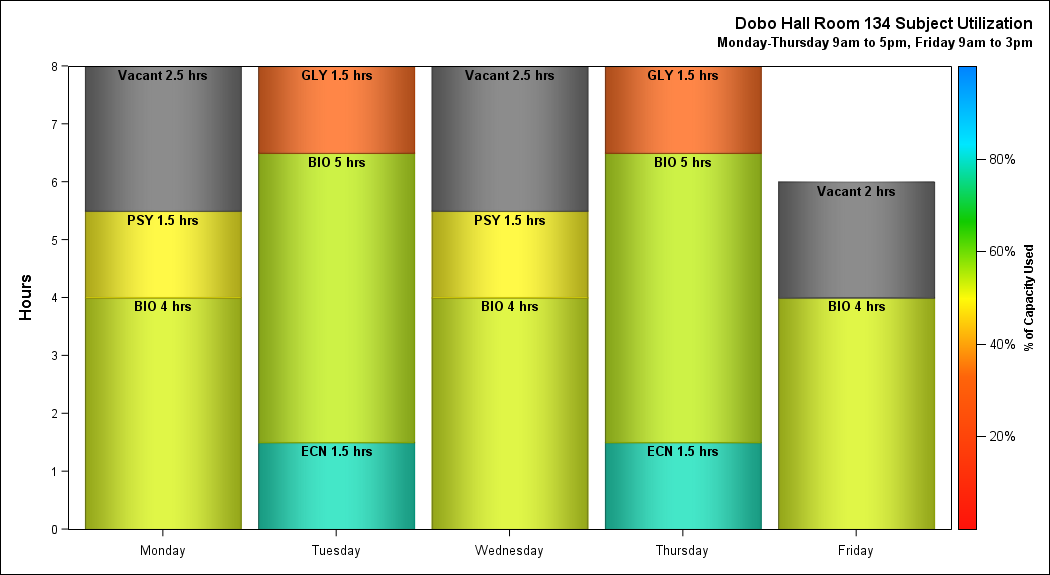 Dobo Hall Room 134 Subject Utilization
Monday-Thursday 9am to 5pm, Friday 9am to 3pm
8
7
6
5
4
3
2
1
0
Hours
Vacant 2.5 hrs
PSY 1.5 hrs
BIO 4 hrs
GLY 1.5 hrs
BIO 5 hrs
ECN 1.5 hrs
Vacant 2.5 hrs
PSY 1.5 hrs
BIO 4 hrs
GLY 1.5 hrs
BIO 5 hrs
ECN 1.5 hrs
Vacant 2 hrs
BIO 4 hrs
Monday
Tuesday
Wednesday
Thursday
Friday
80%
60%
40%
20%
% of Capacity Used